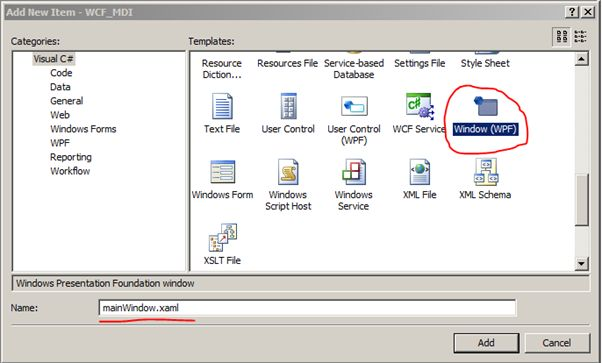 Add New Item - WCF_MDI
Categories:
Templates:
Visual C#
Code
Data
General
Web
Windows Forms
WPF
Reporting
Workflow
Resource
Diction...
Resources File
Service-based
Database
Settings File
Style Sheet
Text File
User Control
User Control
(WPF)
WCF Service
Window (WPF)
Windows Form
Windows
Script Host
Windows
Service
XML File
XML Schema
XSLT File
Windows Presentation Foundation window
Name:
mainWindow.xaml
Add
Cancel